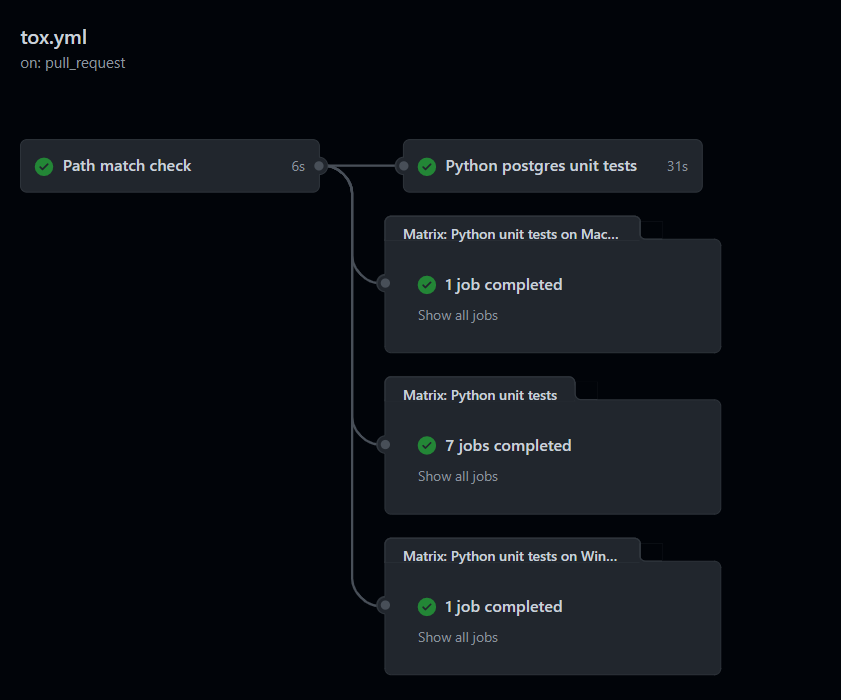 tox.yml
on: pull_request
Path match check 6s
Python postgres unit tests 31s
Matrix: Python unit tests on Mac...
1 job completed
Show all jobs
Matrix: Python unit tests
7 jobs completed
Show all jobs
Matrix: Python unit tests on Win...
1 job completed
Show all jobs